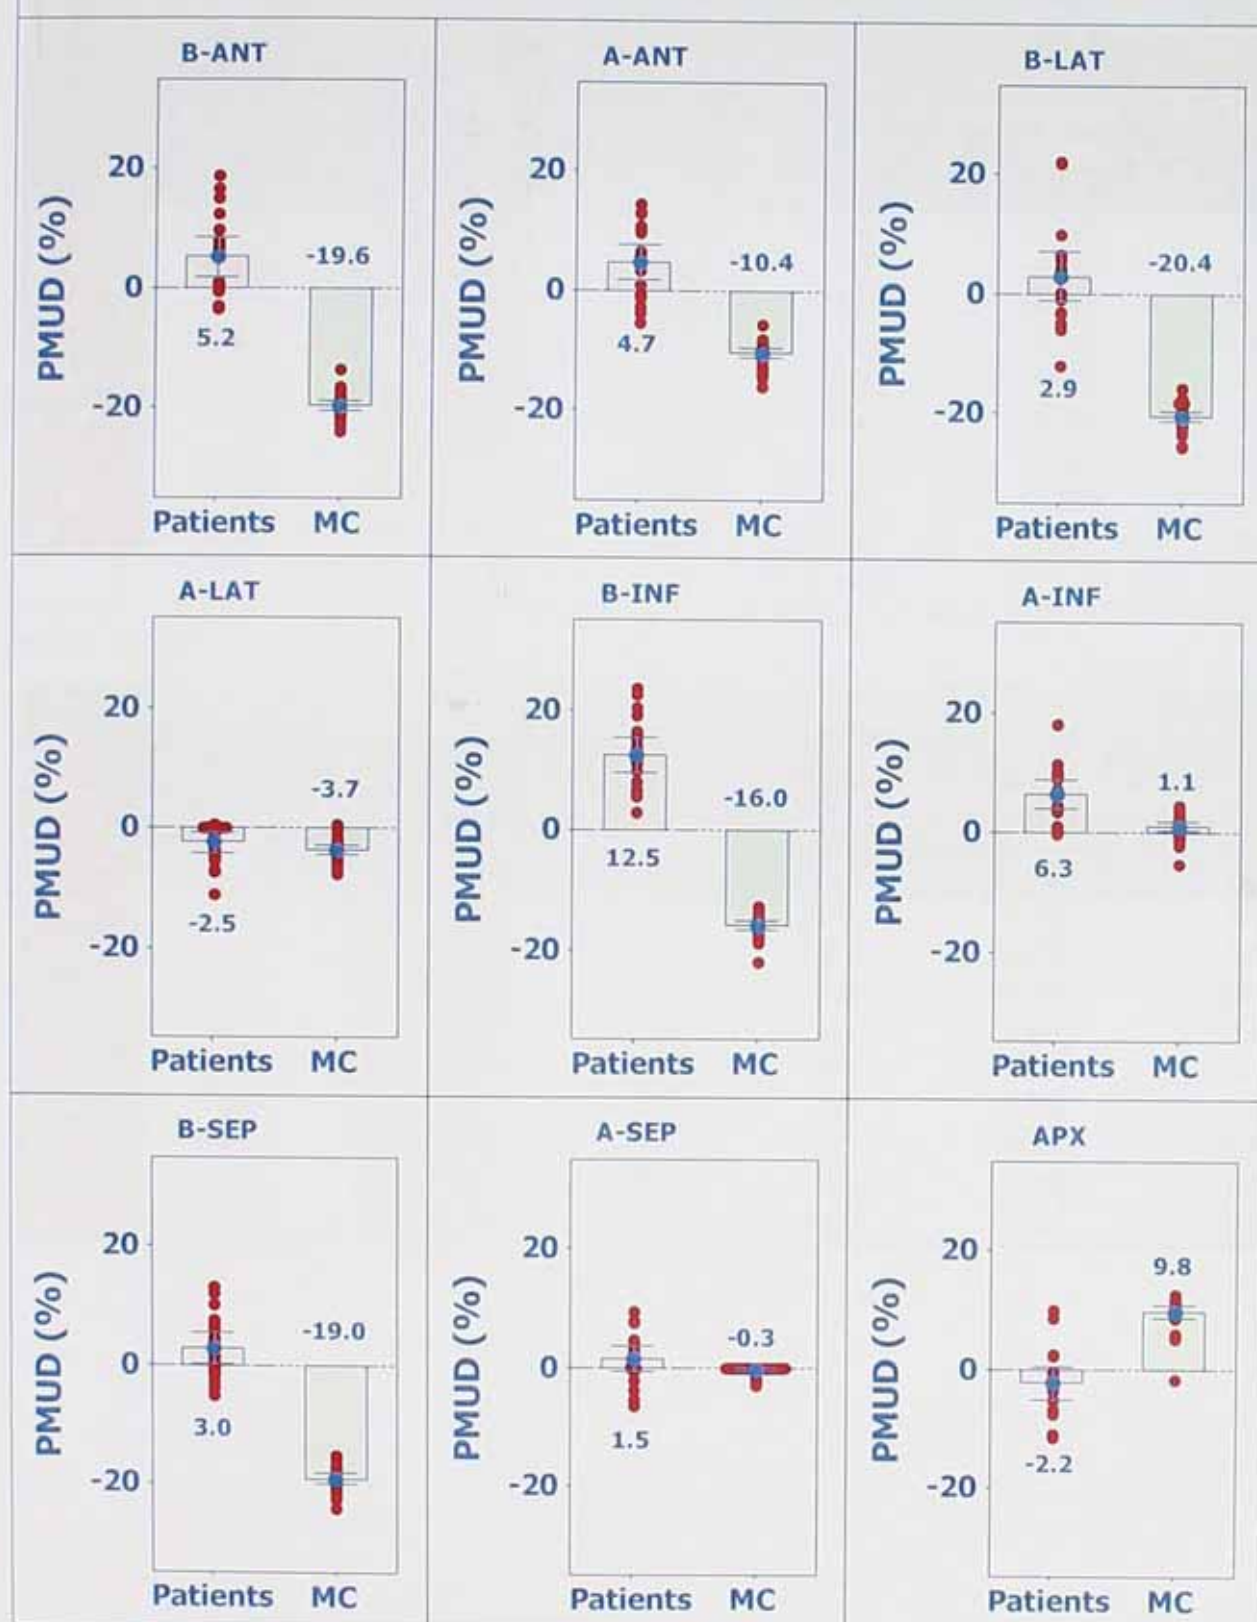 B-ANT
PMUD (%)
20
0
-20
-19.6
5.2
Patients MC
A-ANT
PMUD (%)
20
0
-20
-10.4
4.7
Patients MC
B-LAT
PMUD (%)
20
0
-20
-20.4
2.9
Patients MC
A-LAT
PMUD (%)
20
0
-20
-3.7
-2.5
Patients MC
B-INF
PMUD (%)
20
0
-20
-16.0
12.5
Patients MC
A-INF
PMUD (%)
20
0
-20
1.1
6.3
Patients MC
B-SEP
PMUD (%)
20
0
-20
-19.0
3.0
Patients MC
A-SEP
PMUD (%)
20
0
-20
-0.3
1.5
Patients MC
APX
PMUD (%)
20
0
-20
9.8
-2.2
Patients MC